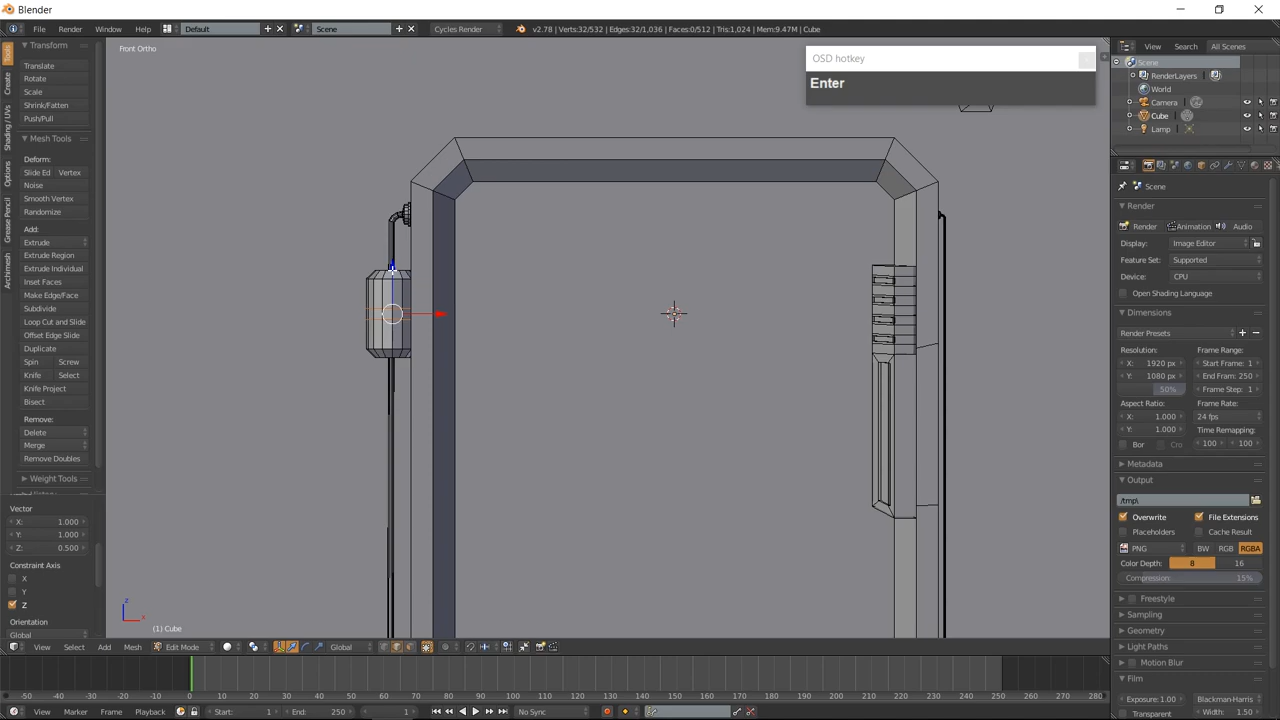 Blender
File Render Window Help Default Scene Cycles Render v2.78 | Verts:32/532 | Edges:32/1,036 | Faces:0/512 | Tris:1,024 | Mem:9.47M | Cube
Front Ortho
OSD hotkey
Enter
Tools
Create
Shading / UVs
Options
Grease Pencil
Archimesh
Transform
Translate
Rotate
Scale
Shrink/Fatten
Push/Pull
Mesh Tools
Deform:
Slide Ed Vertex
Noise
Smooth Vertex
Randomize
Add:
Extrude
Extrude Region
Extrude Individual
Inset Faces
Make Edge/Face
Subdivide
Loop Cut and Slide
Offset Edge Slide
Duplicate
Spin Screw
Knife Select
Knife Project
Bisect
Remove:
Delete
Merge
Remove Doubles
Weight Tools
Vector
X: 1.000
Y: 1.000
Z: 0.500
Constraint Axis
X
Y
Z
Orientation
Global
z
x
(1) Cube
View Select Add Mesh Edit Mode Global
-50 -40 -30 -20 -10 0 10 20 30 40 50 60 70 80 90 100 110 120 130 140 150 160 170 180 190 200 210 220 230 240 250 260 270 280
View Marker Frame Playback Start: 1 End: 250 1 No Sync
View Search All Scenes
Scene
RenderLayers
World
Camera
Cube
Lamp
Scene
Render
Render Animation Audio
Display: Image Editor
Feature Set: Supported
Device: CPU
Open Shading Language
Dimensions
Render Presets
Resolution: Frame Range:
X: 1920 px Start Frame: 1
Y: 1080 px End Fram: 250
50% Frame Step: 1
Aspect Ratio: Frame Rate:
X: 1.000 24 fps
Y: 1.000 Time Remapping:
Bor Cro 100 100
Metadata
Output
/tmp\
Overwrite File Extensions
Placeholders Cache Result
PNG BW RGB RGBA
Color Depth: 8 16
Compression: 15%
Freestyle
Sampling
Geometry
Light Paths
Motion Blur
Film
Exposure: 1.00 Blackman-Harris
Transparent Width: 1.50